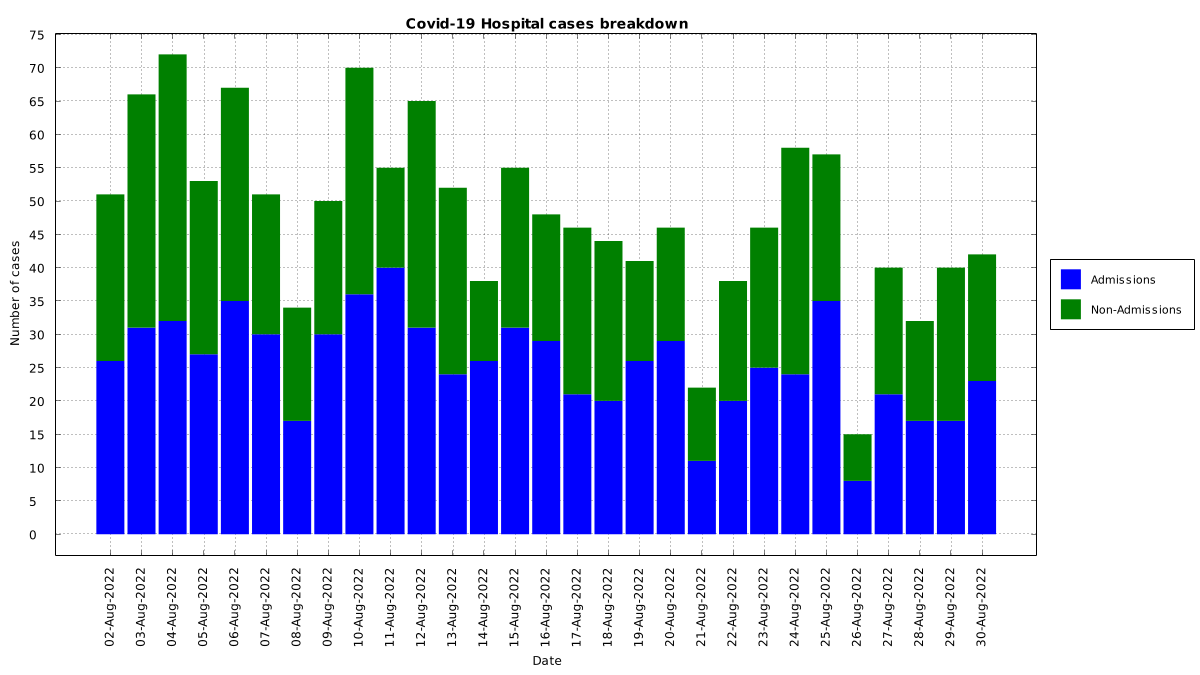 Covid-19 Hospital cases breakdown
75
70
65
60
55
50
45
40
35
30
25
20
15
10
5
0
Number of cases
02-Aug-2022
03-Aug-2022
04-Aug-2022
05-Aug-2022
06-Aug-2022
07-Aug-2022
08-Aug-2022
09-Aug-2022
10-Aug-2022
11-Aug-2022
12-Aug-2022
13-Aug-2022
14-Aug-2022
15-Aug-2022
16-Aug-2022
17-Aug-2022
18-Aug-2022
19-Aug-2022
20-Aug-2022
21-Aug-2022
22-Aug-2022
23-Aug-2022
24-Aug-2022
25-Aug-2022
26-Aug-2022
27-Aug-2022
28-Aug-2022
29-Aug-2022
30-Aug-2022
Date
Admissions
Non-Admissions